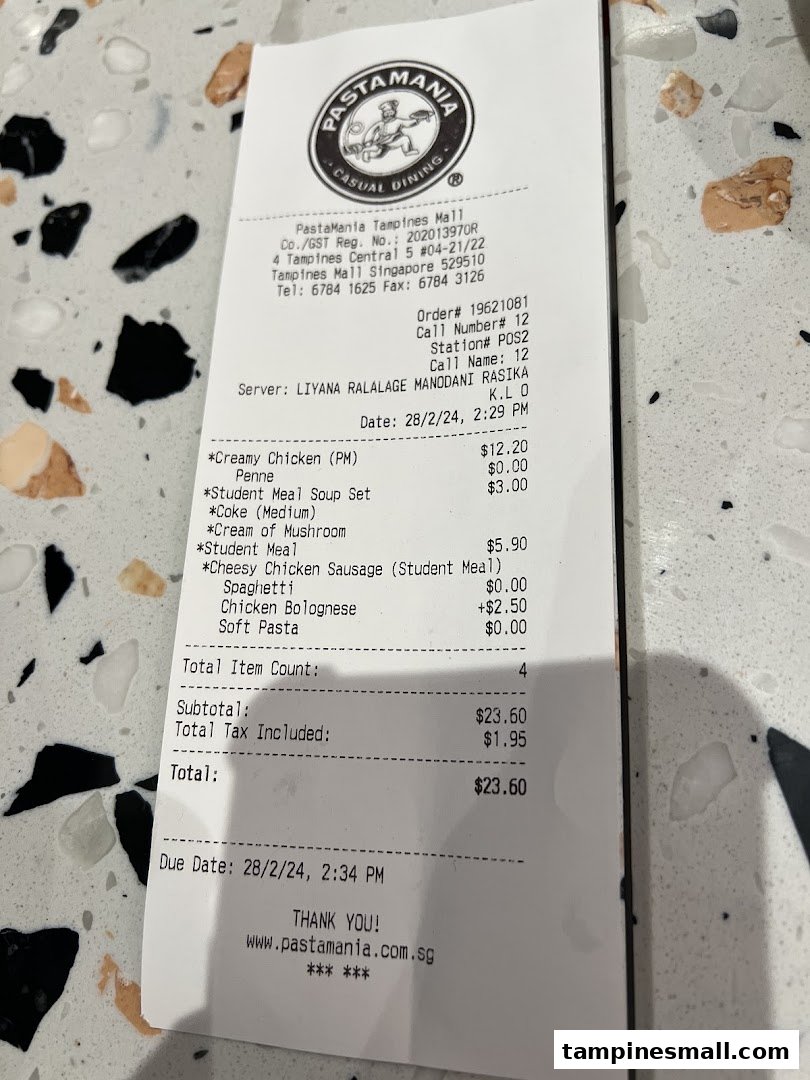 PASTAMANIA
CASUAL DINING
®
PastaMania Tampines Mall
Co./GST Reg. No.: 202013970R
4 Tampines Central 5 #04-21/22
Tampines Mall Singapore 529510
Tel: 6784 1625 Fax: 6784 3126
Order# 19621081
Call Number# 12
Station# POS2
Call Name: 12
Server: LIYANA RALALAGE MANODANI RASIKA
K.L O
Date: 28/2/24, 2:29 PM
*Creamy Chicken (PM) $12.20
Penne $0.00
*Student Meal Soup Set $3.00
*Coke (Medium)
*Cream of Mushroom
*Student Meal $5.90
*Cheesy Chicken Sausage (Student Meal)
Spaghetti $0.00
Chicken Bolognese +$2.50
Soft Pasta $0.00
Total Item Count: 4
Subtotal: $23.60
Total Tax Included: $1.95
Total: $23.60
Due Date: 28/2/24, 2:34 PM
THANK YOU!
www.pastamania.com.sg
*** ***
tampinesmall.com